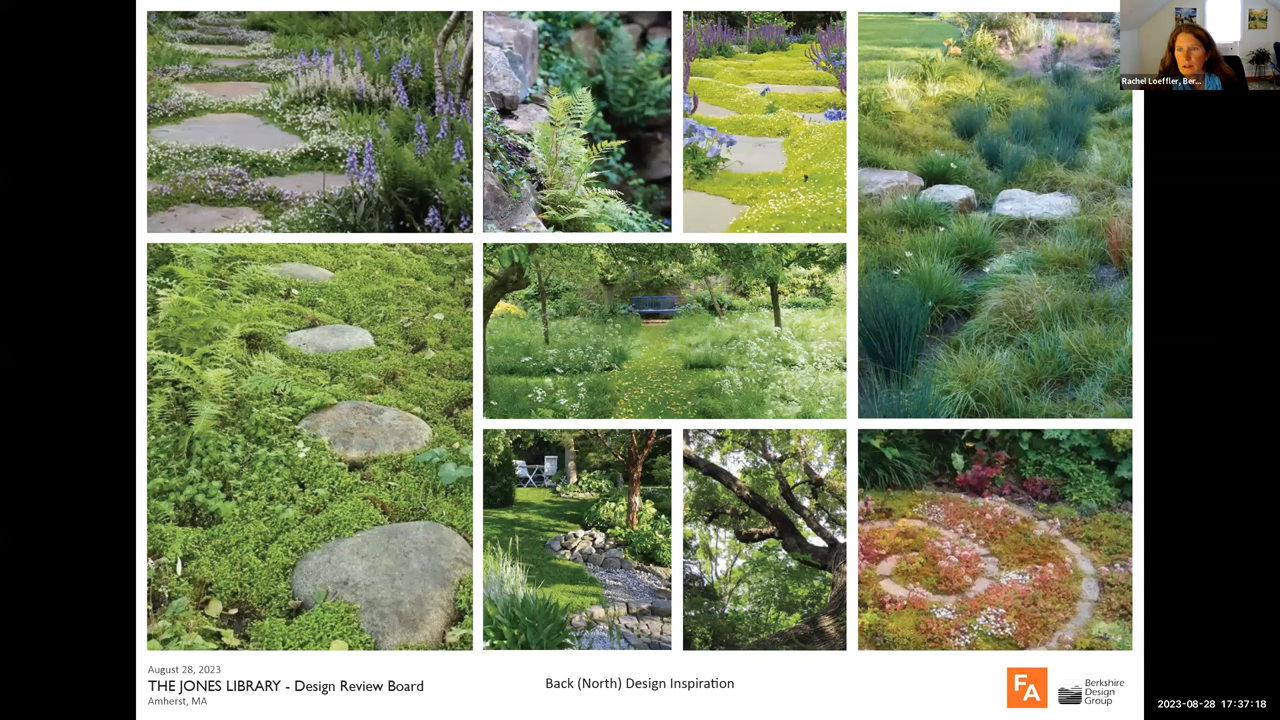 Rachel Loeffler, Ber...
August 28, 2023
THE JONES LIBRARY - Design Review Board
Amherst, MA
Back (North) Design Inspiration
FA
Berkshire
Design
Group
2023-08-28 17:37:18